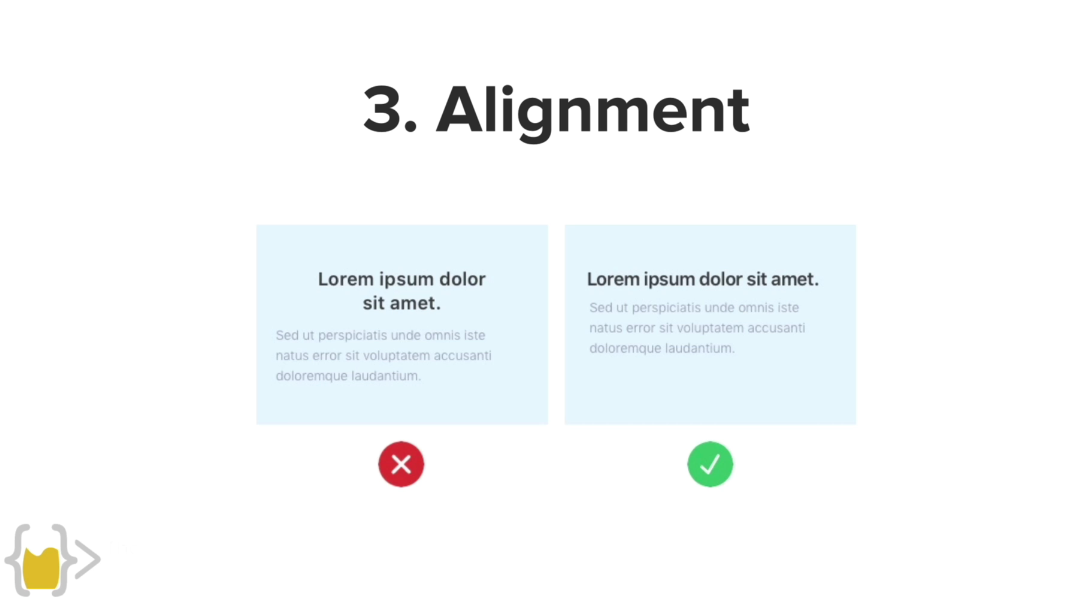 3. Alignment
Lorem ipsum dolor
sit amet.
Sed ut perspiciatis unde omnis iste
natus error sit voluptatem accusanti
doloremque laudantium.
Lorem ipsum dolor sit amet.
Sed ut perspiciatis unde omnis iste
natus error sit voluptatem accusanti
doloremque laudantium.